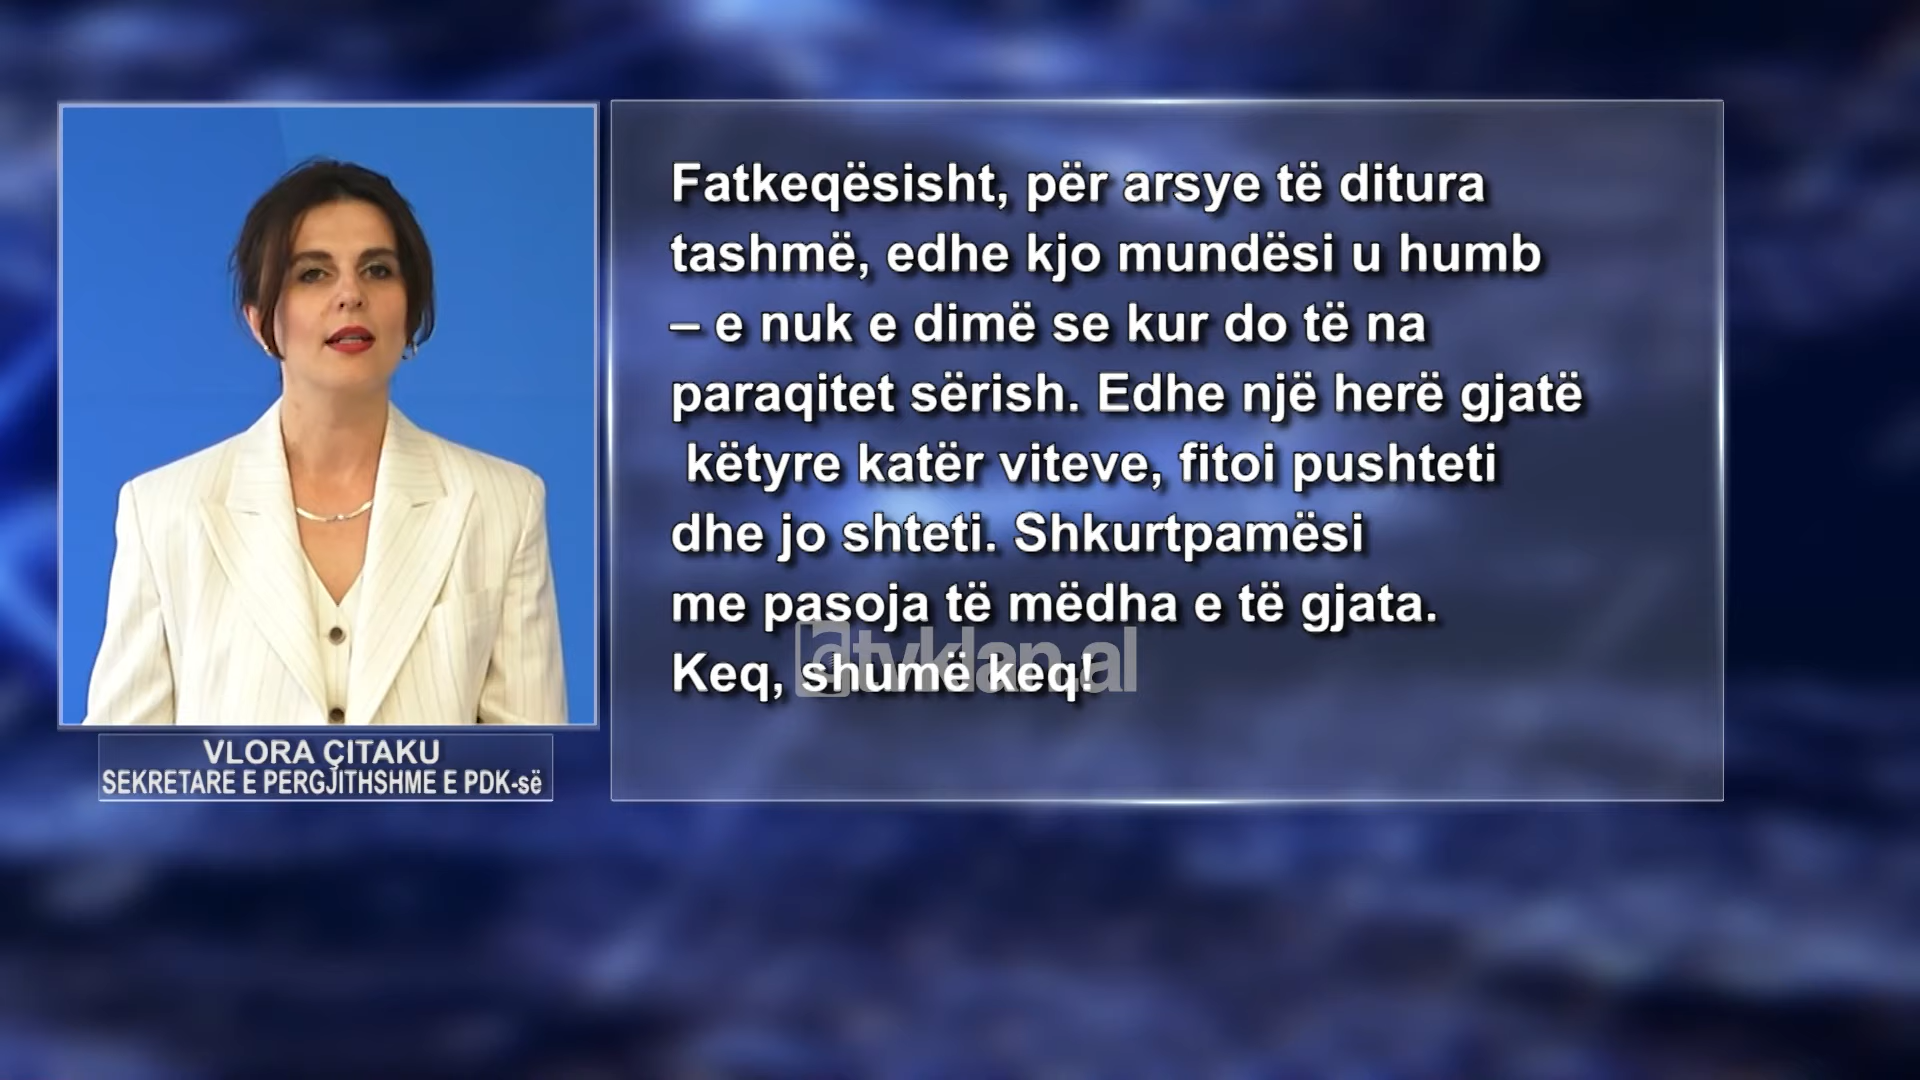 Fatkeqësisht, për arsye të ditura
tashmë, edhe kjo mundësi u humb
– e nuk e dimë se kur do të na
paraqitet sërish. Edhe një herë gjatë
këtyre katër viteve, fitoi pushteti
dhe jo shteti. Shkurtpamësi
me pasoja të mëdha e të gjata.
Keq, shumë keq!
tvklan.al
VLORA ÇITAKU
SEKRETARE E PERGJITHSHME E PDK-së